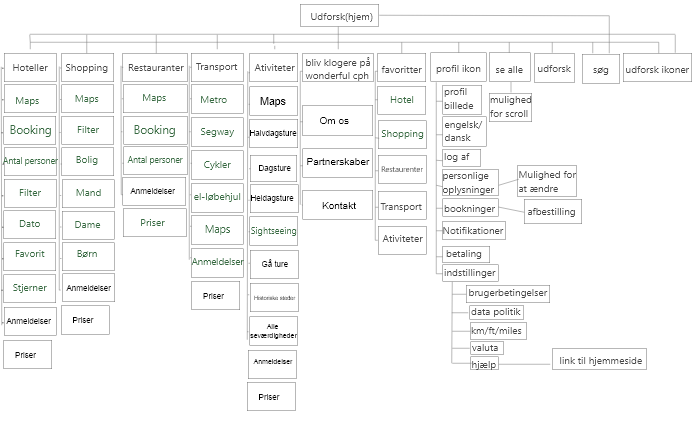 Udforsk(hjem)
Hoteller
Maps
Booking
Antal personer
Filter
Dato
Favorit
Stjerner
Anmeldelser
Priser
Shopping
Maps
Filter
Bolig
Mand
Dame
Børn
Anmeldelser
Priser
Restauranter
Maps
Booking
Antal personer
Anmeldelser
Priser
Transport
Metro
Segway
Cykler
el-løbehjul
Maps
Anmeldelser
Priser
Ativiteter
Maps
Halvdagsture
Dagsture
Heldagsture
Sightseeing
Gå ture
Historiske steder
Alle
seværdigheder
Anmeldelser
Priser
bliv klogere på
wonderful cph
Om os
Partnerskaber
Kontakt
favoritter
Hotel
Shopping
Restaurenter
Transport
Ativiteter
profil ikon
profil
billede
engelsk/
dansk
log af
personlige
oplysninger
Mulighed for
at ændre
bookninger
afbestilling
Notifikationer
betaling
indstillinger
brugerbetingelser
data politik
km/ft/miles
valuta
hjælp
link til hjemmeside
se alle
mulighed
for scroll
udforsk
søg
udforsk ikoner